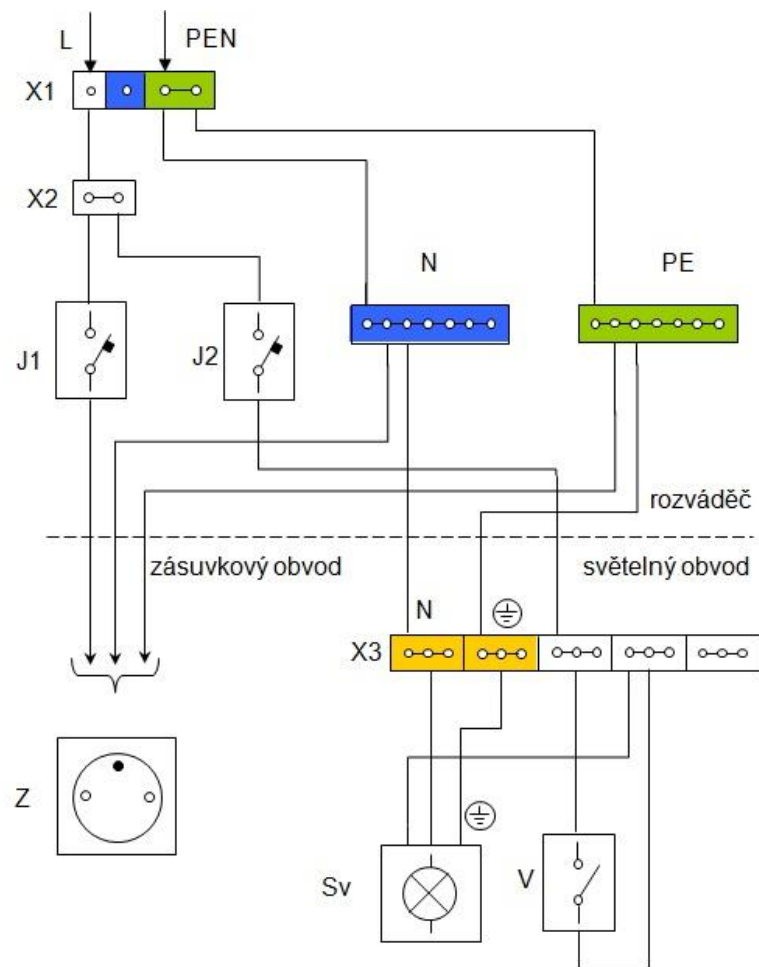 L
PEN
X1
X2
N
PE
J1
J2
rozváděč
zásuvkový obvod
světelný obvod
N
X3
Z
Sv
V